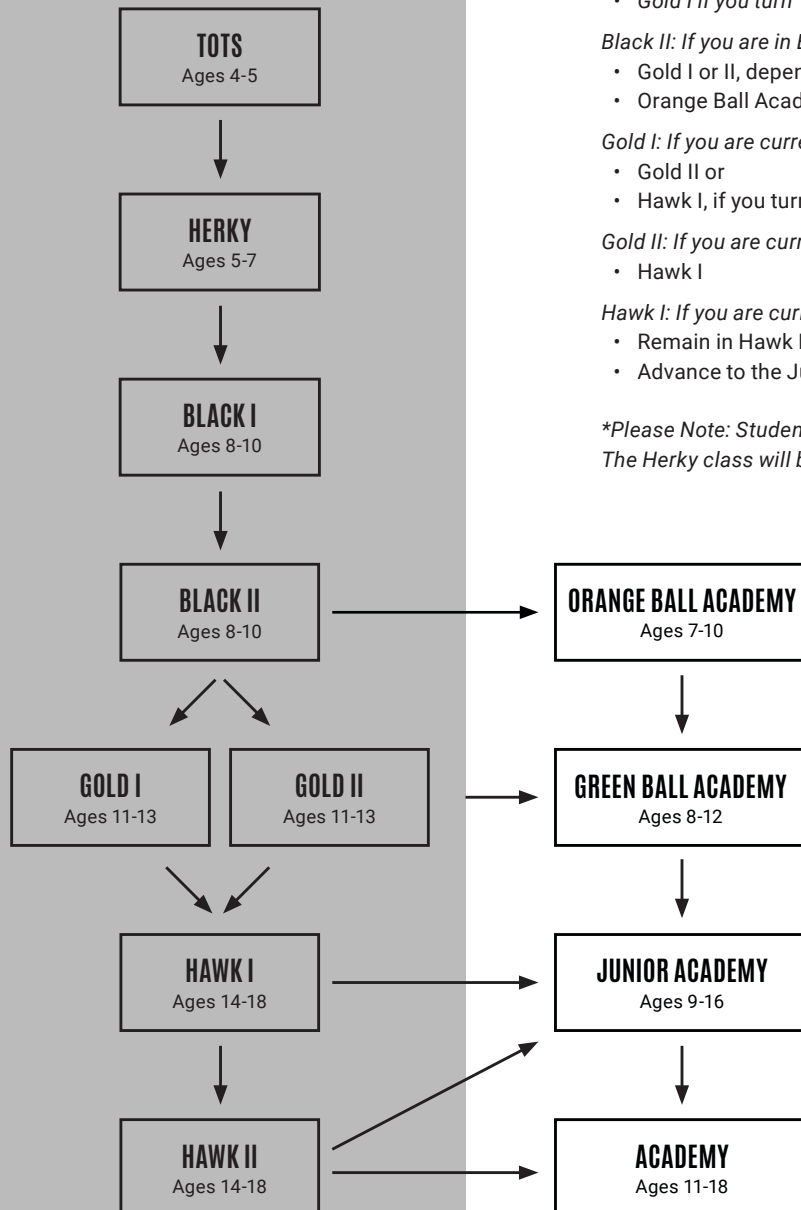 TOTS
Ages 4-5
HERKY
Ages 5-7
BLACK I
Ages 8-10
• Gold I if you turn
Black II: If you are in
• Gold I or II, depen
• Orange Ball Acad
Gold I: If you are curre
• Gold II or
• Hawk I, if you turn
Gold II: If you are curr
• Hawk I
Hawk I: If you are curr
• Remain in Hawk I
• Advance to the Ju
*Please Note: Studen
The Herky class will b
BLACK II
Ages 8-10
ORANGE BALL ACADEMY
Ages 7-10
GOLD I
Ages 11-13
GOLD II
Ages 11-13
GREEN BALL ACADEMY
Ages 8-12
HAWK I
Ages 14-18
JUNIOR ACADEMY
Ages 9-16
HAWK II
Ages 14-18
ACADEMY
Ages 11-18